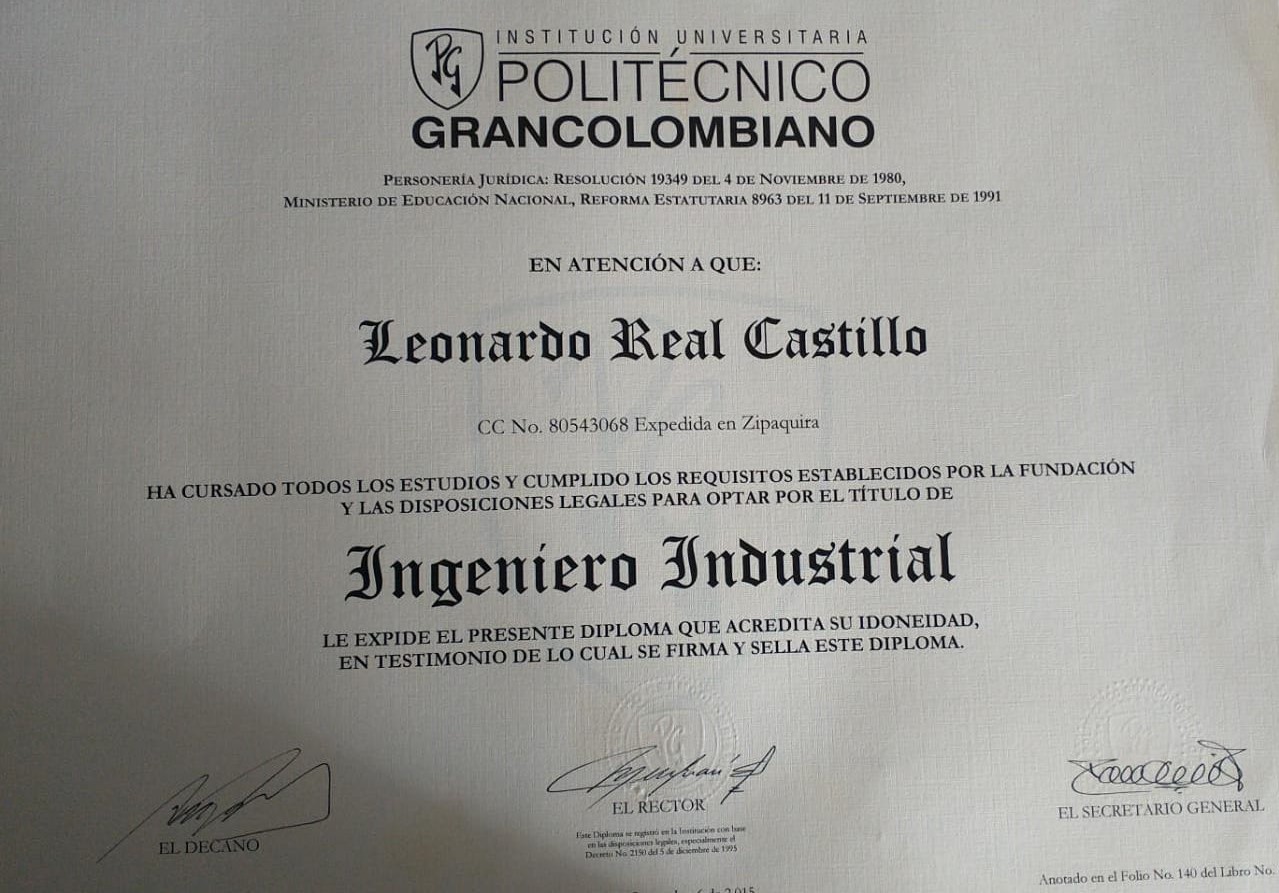 INSTITUCIÓN UNIVERSITARIA
POLITÉCNICO
GRANCOLOMBIANO
PERSONERÍA JURÍDICA: RESOLUCIÓN 19349 DEL 4 DE NOVIEMBRE DE 1980,
MINISTERIO DE EDUCACIÓN NACIONAL, REFORMA ESTATUTARIA 8963 DEL 11 DE SEPTIEMBRE DE 1991
EN ATENCIÓN A QUE:
Leonardo Real Castillo
CC No. 80543068 Expedida en Zipaquira
HA CURSADO TODOS LOS ESTUDIOS Y CUMPLIDO LOS REQUISITOS ESTABLECIDOS POR LA FUNDACIÓN
Y LAS DISPOSICIONES LEGALES PARA OPTAR POR EL TÍTULO DE
Ingeniero Industrial
LE EXPIDE EL PRESENTE DIPLOMA QUE ACREDITA SU IDONEIDAD,
EN TESTIMONIO DE LO CUAL SE FIRMA Y SELLA ESTE DIPLOMA.
EL DECANO
EL RECTOR
EL SECRETARIO GENERAL
Este Diploma se registró en la Institución con base
en las disposiciones legales, especialmente el
Decreto No. 2150 del 5 de diciembre de 1995
Anotado en el Folio No. 140 del Libro No.
de 2015